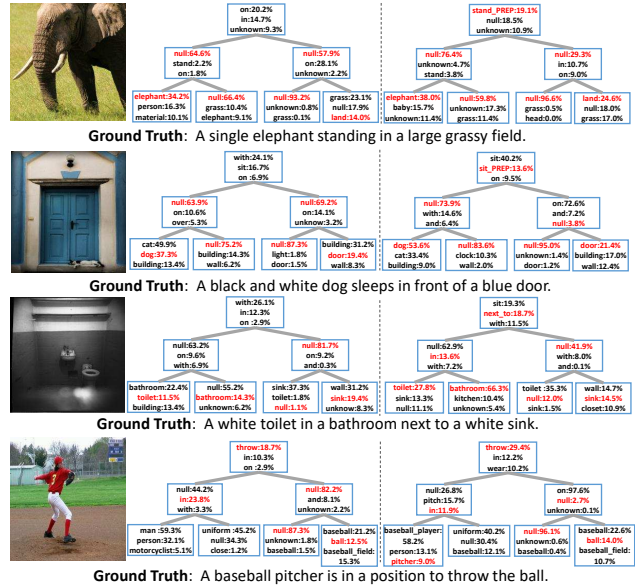 on:20.2%
in:14.7%
unknown:9.3%
null:64.6%
stand:2.2%
on:1.8%
null:57.9%
on:28.1%
unknown:2.2%
elephant:34.2%
person:16.3%
material:10.1%
null:66.4%
grass:10.4%
elephant:9.1%
null:93.2%
unknown:0.8%
grass:0.1%
grass:23.1%
null:17.9%
land:14.0%
stand_PREP:19.1%
null:18.5%
unknown:10.9%
null:76.4%
unknown:4.7%
stand:3.8%
null:29.3%
in:10.7%
on:9.0%
elephant:38.0%
baby:15.7%
unknown:11.4%
null:59.8%
unknown:17.3%
grass:11.4%
null:96.6%
grass:0.5%
head:0.0%
land:24.6%
null:18.0%
grass:17.0%
Ground Truth: A single elephant standing in a large grassy field.
with:24.1%
sit:16.7%
on :6.9%
null:63.9%
on:10.6%
over:5.3%
null:69.2%
on:14.1%
unknow:3.2%
cat:49.9%
dog:37.3%
building:13.4%
null:75.2%
building:14.3%
wall:6.2%
null:87.3%
light:1.8%
door:1.5%
building:31.2%
door:19.4%
wall:8.3%
sit:40.2%
sit_PREP:13.6%
on :9.5%
null:73.9%
with:14.6%
and:6.4%
on:72.6%
and:7.2%
null:3.8%
dog:53.6%
cat:33.4%
building:9.0%
null:83.6%
clock:10.3%
wall:2.0%
null:95.0%
unknown:1.4%
door:1.2%
door:21.4%
building:17.0%
wall:12.4%
Ground Truth: A black and white dog sleeps in front of a blue door.
with:26.1%
in:12.3%
on :2.9%
null:63.2%
on:9.6%
with:6.9%
null:81.7%
on:9.2%
and:0.3%
bathroom:22.4%
toilet:11.5%
building:13.4%
null:55.2%
bathroom:14.3%
unknown:6.2%
sink:37.3%
toilet:1.8%
null:1.1%
wall:31.2%
sink:19.4%
unknow:8.3%
sit:19.3%
next_to:18.7%
with:11.5%
null:62.9%
in:13.6%
with:7.2%
null:41.9%
with:8.0%
and:0.1%
toilet:27.8%
sink:13.3%
null:11.1%
bathroom:66.3%
kitchen:10.4%
unknown:5.4%
toilet :35.3%
null:12.0%
sink:1.5%
wall:14.7%
sink:14.5%
closet:10.9%
Ground Truth: A white toilet in a bathroom next to a white sink.
throw:18.7%
in:10.3%
on :2.9%
null:44.2%
in:23.8%
with:3.3%
null:82.2%
and:8.1%
unknown:2.2%
man :59.3%
person:32.1%
motorcyclist:5.1%
uniform :45.2%
null:34.3%
close:1.2%
null:87.3%
unknown:1.8%
baseball:1.5%
baseball:21.2%
ball:12.5%
baseball_field:
15.3%
throw:29.4%
in:12.2%
wear:10.2%
null:26.8%
pitch:15.7%
in:11.9%
on:97.6%
null:2.7%
unknown:0.1%
baseball_player:
58.2%
person:13.1%
pitcher:9.0%
uniform:40.2%
null:30.4%
baseball:12.1%
null:96.1%
unknown:0.6%
baseball:0.4%
baseball:22.6%
ball:14.0%
baseball_field:
10.7%
Ground Truth: A baseball pitcher is in a position to throw the ball.